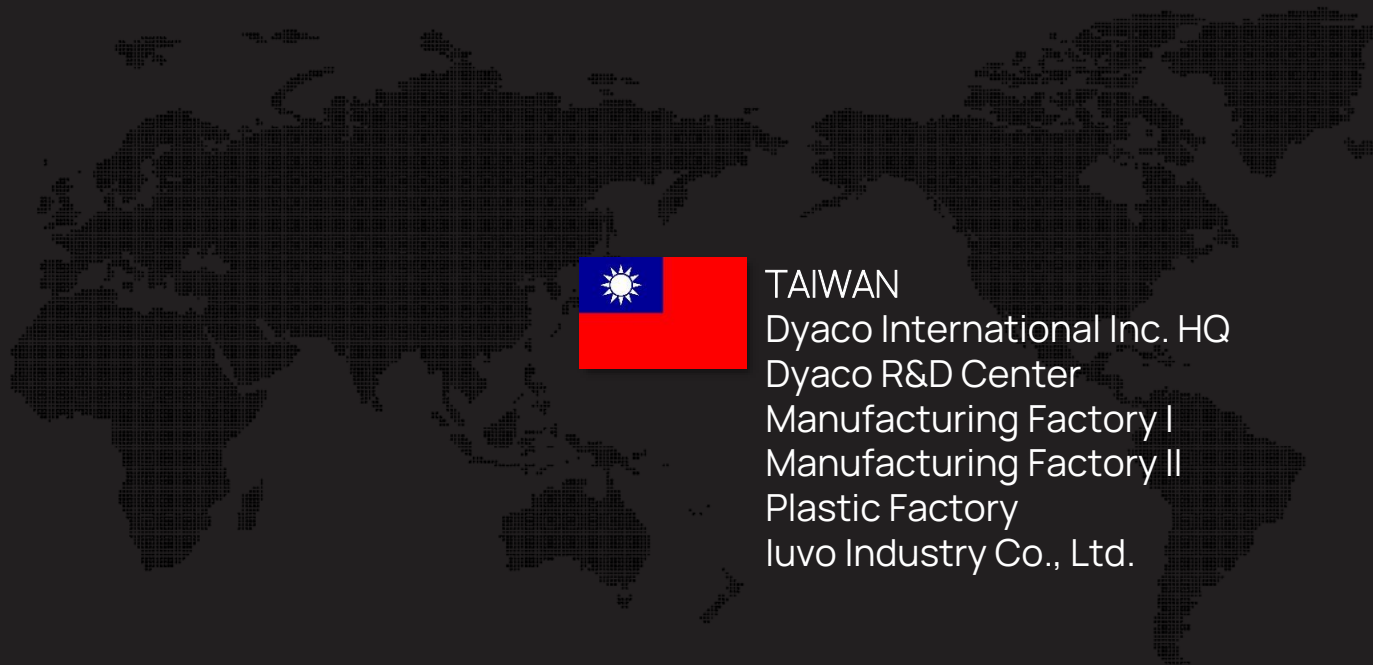 TAIWAN
Dyaco International Inc. HQ
Dyaco R&D Center
Manufacturing Factory I
Manufacturing Factory II
Plastic Factory
Iuvo Industry Co., Ltd.